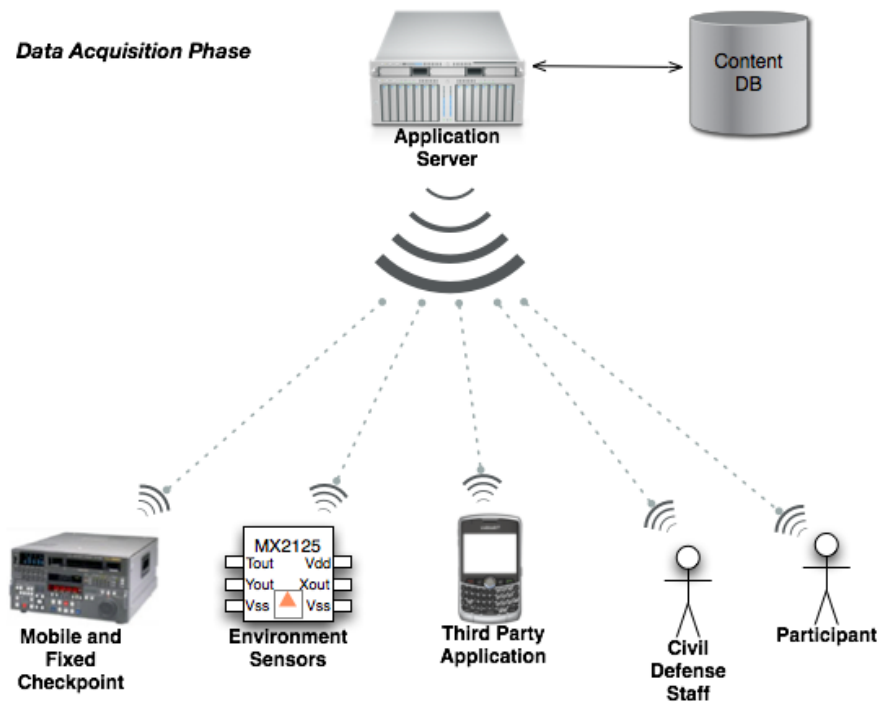 Data Acquisition Phase
Content
DB
Application
Server
MX2125
Tout Vdd
Yout Xout
Vss Vss
Mobile and
Fixed
Checkpoint
Environment
Sensors
Third Party
Application
Civil
Defense
Staff
Participant